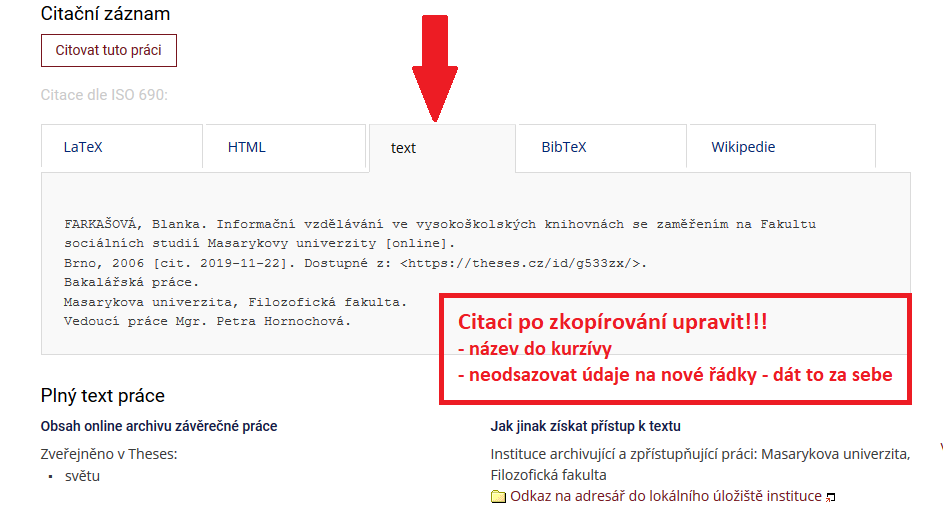 Citační záznam
Citovat tuto práci
Citace dle ISO 690:
LaTeX
HTML
text
BibTeX
Wikipedie
FARKAŠOVÁ, Blanka. Informační vzdělávání ve vysokoškolských knihovnách se zaměřením na Fakultu
sociálních studií Masarykovy univerzity [online].
Brno, 2006 [cit. 2019-11-22]. Dostupné z: <https://theses.cz/id/g533zx/>.
Bakalářská práce.
Masarykova univerzita, Filozofická fakulta.
Vedoucí práce Mgr. Petra Hornochová.
Citaci po zkopírování upravit!!!
- název do kurzívy
- neodsazovat údaje na nové řádky - dát to za sebe
Plný text práce
Obsah online archivu závěrečné práce
Zveřejněno v Theses:
▪ světu
Jak jinak získat přístup k textu
Instituce archivující a zpřístupňující práci: Masarykova univerzita,
Filozofická fakulta
Odkaz na adresář do lokálního úložiště instituce